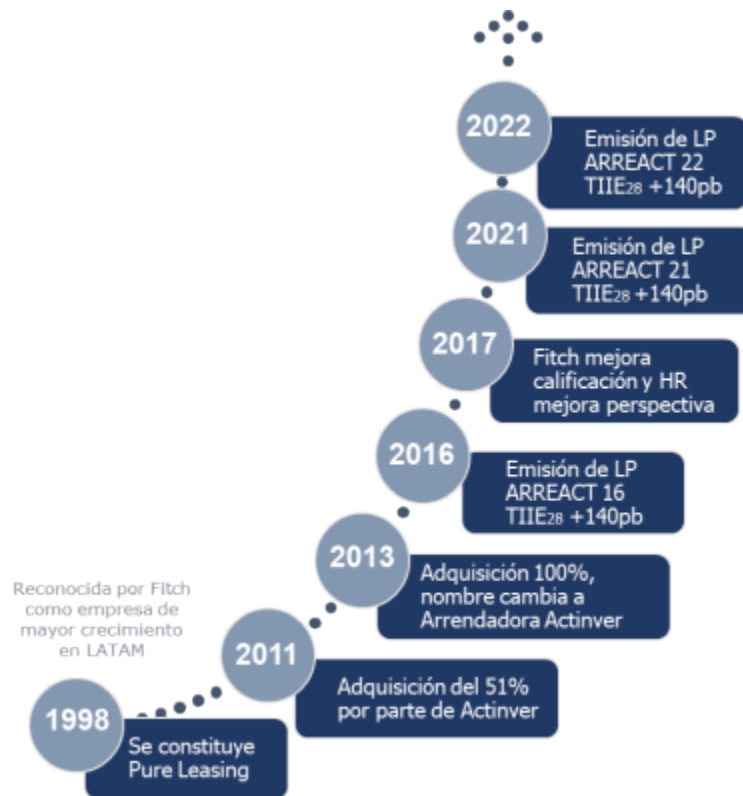 2022
Emisión de LP
ARREACT 22
TIIE28 +140pb
2021
Emisión de LP
ARREACT 21
TIIE28 +140pb
2017
Fitch mejora
calificación y HR
mejora perspectiva
2016
Emisión de LP
ARREACT 16
TIIE28 +140pb
2013
Adquisición 100%,
nombre cambia a
Arrendadora Actinver
Reconocida por Fitch
como empresa de
mayor crecimiento
en LATAM
2011
Adquisición del 51%
por parte de Actinver
1998
Se constituye
Pure Leasing